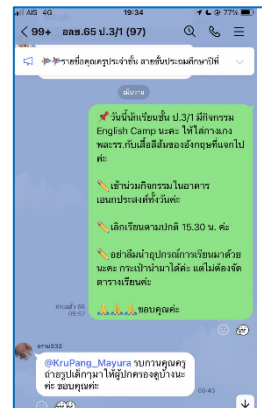 AIS 4G 19:34 77%
99+ อลธ.65 ป.3/1 (97)
รายชื่อคุณครูประจำชั้น สายชั้นประถมศึกษาปีที่
เมื่อวาน
📌วันนี้นักเรียนชั้น ป.3/1 มีกิจกรรม
English Camp นะคะ ให้ใส่กางเกง
พละรร.กับเสื้อสีส้มของอังกฤษที่แจกไป
ค่ะ
✏️เข้าร่วมกิจกรรมในอาคาร
เอนกประสงค์ทั้งวันค่ะ
✏️เลิกเรียนตามปกติ 15.30 น. ค่ะ
✏️อย่าลืมนำอุปกรณ์การเรียนมาด้วย
นะคะ กระเป๋านำมาได้ค่ะ แต่ไม่ต้องจัด
ตารางเรียนค่ะ
🙏🙏🙏ขอบคุณค่ะ
อ่านแล้ว 66
05:52
@KruPang_Mayura รบกวนคุณครู
ถ่ายรูปเด็กๆมาให้ผู้ปกครองดูบ้างนะ
ค่ะ ขอบคุณค่ะ
06:45